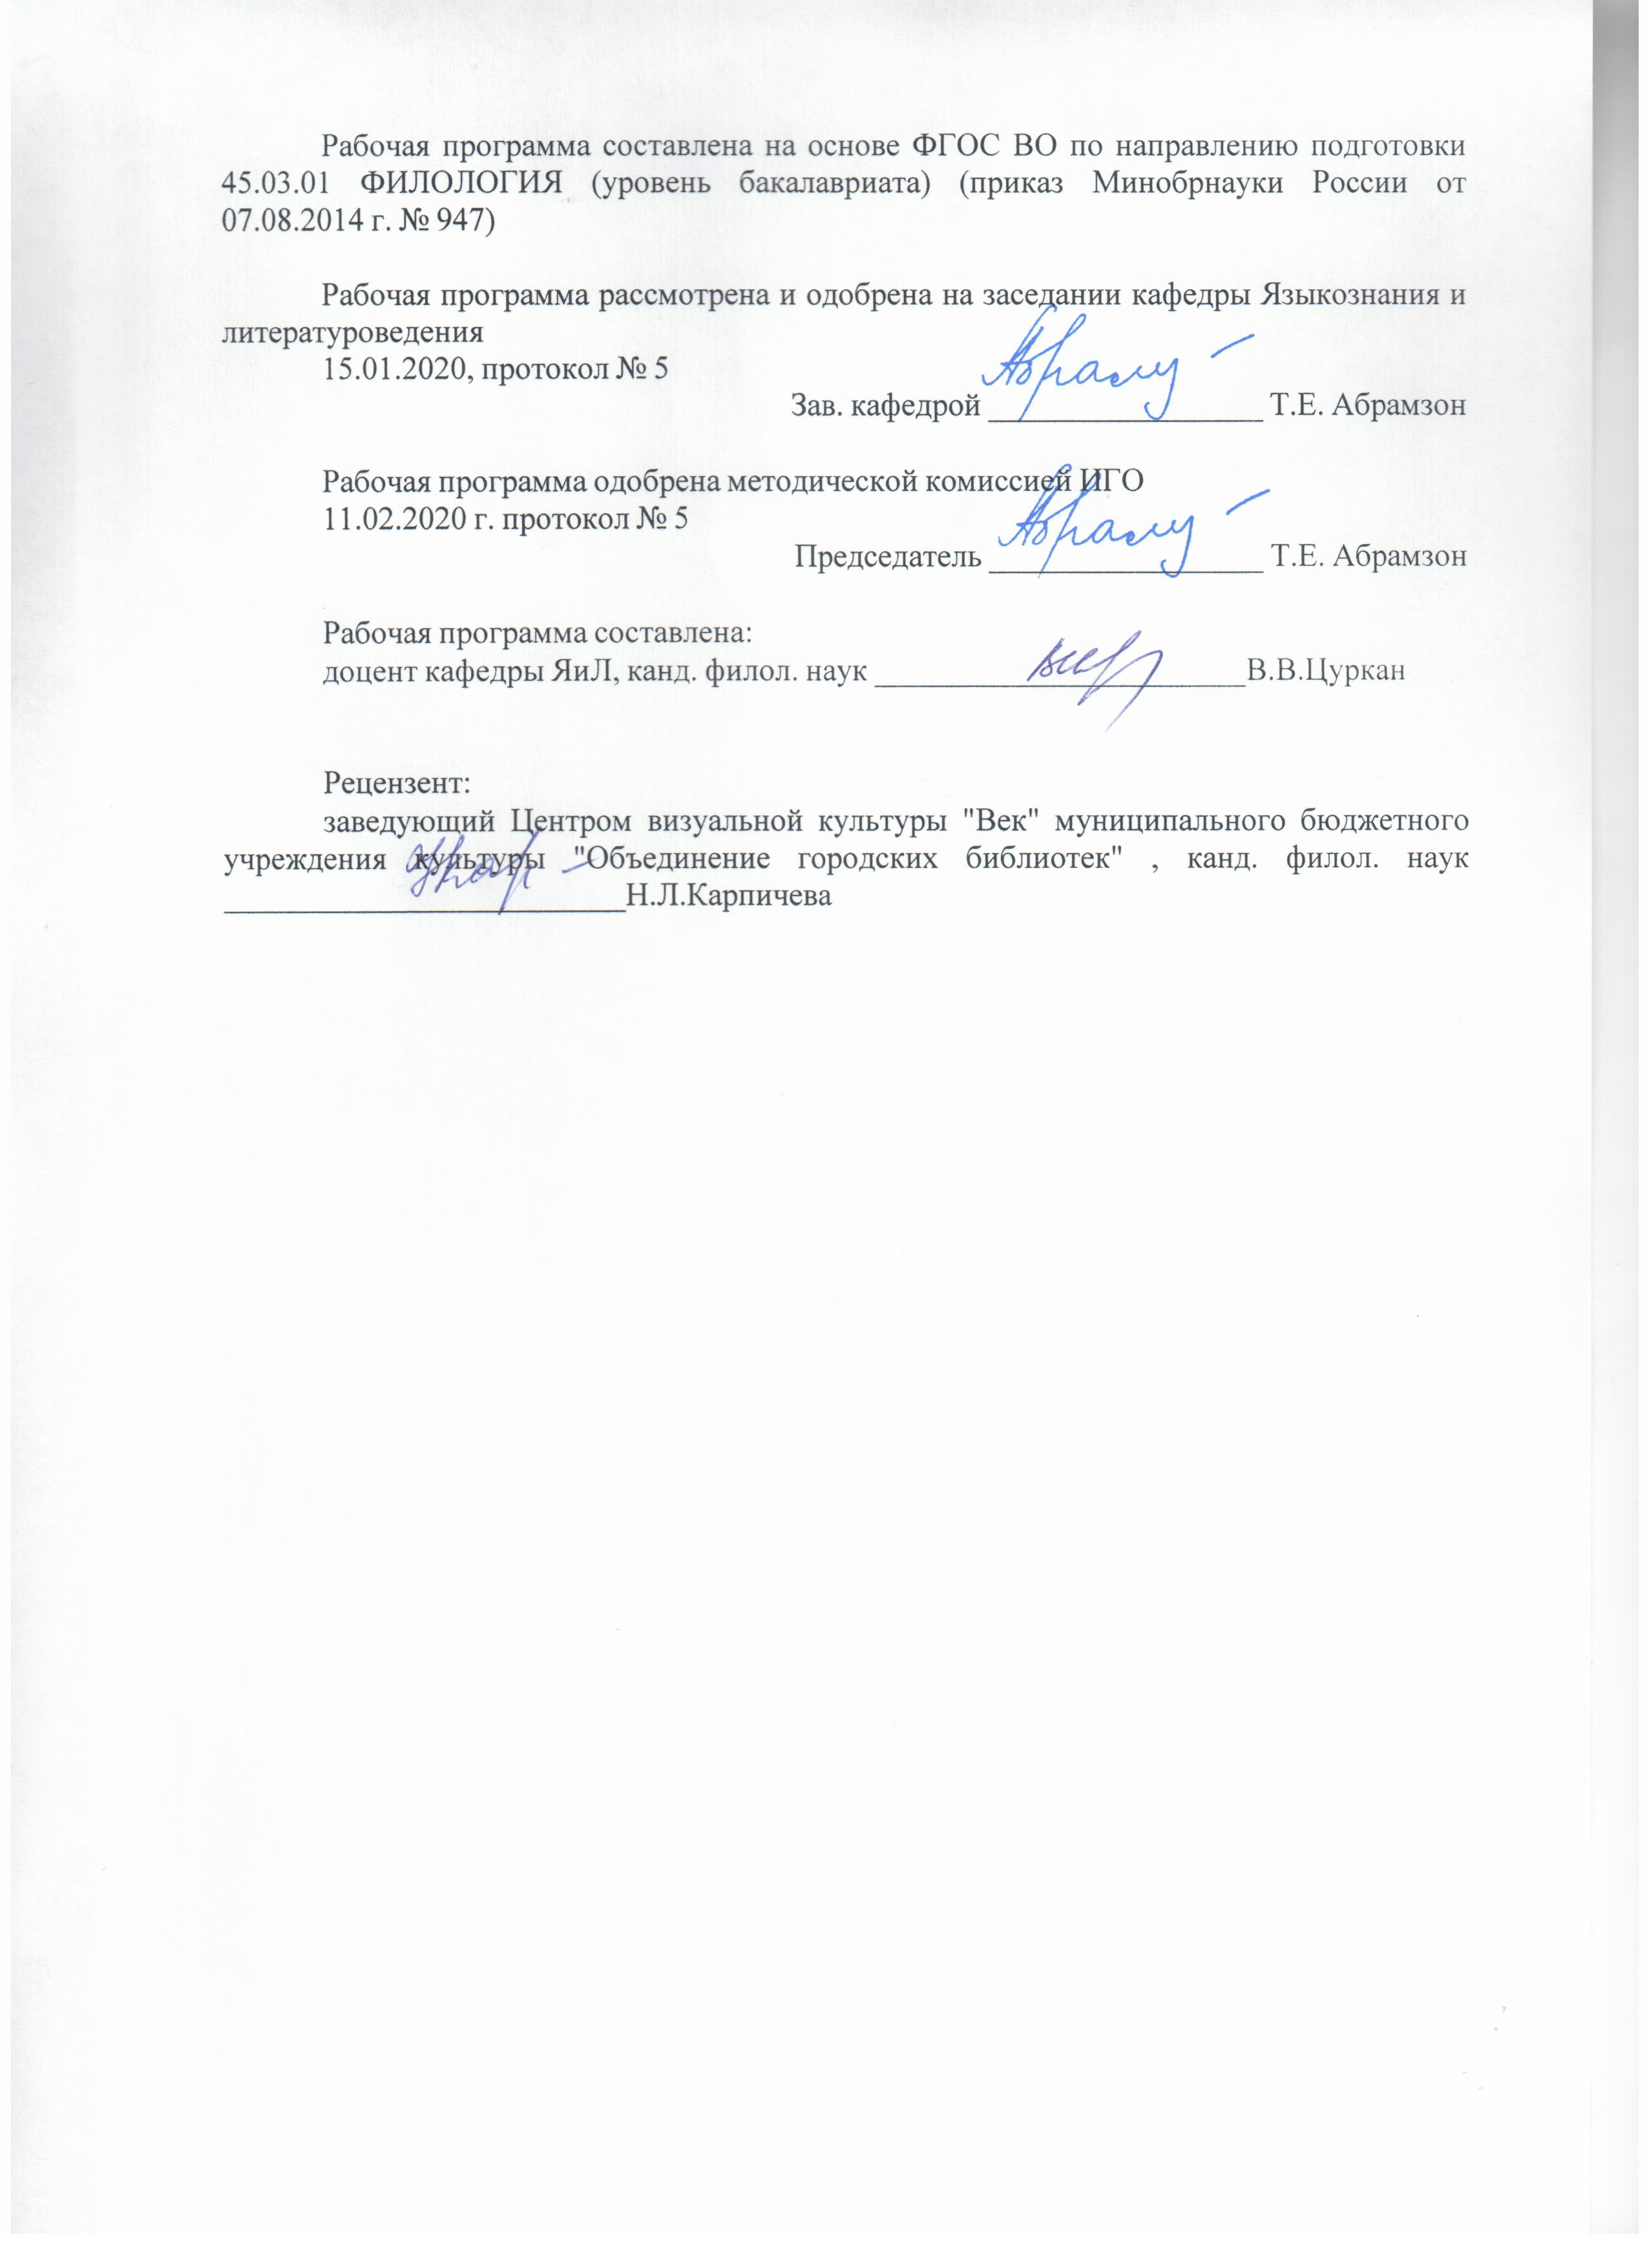 Рабочая программа составлена на основе ФГОС ВО по направлению подготовки
45.03.01 ФИЛОЛОГИЯ (уровень бакалавриата) (приказ Минобрнауки России от
07.08.2014 г. № 947)
Рабочая программа рассмотрена и одобрена на заседании кафедры Языкознания и
литературоведения
15.01.2020, протокол № 5
Зав. кафедрой ________________ Т.Е. Абрамзон
Рабочая программа одобрена методической комиссией ИГО
11.02.2020 г. протокол № 5
Председатель ________________ Т.Е. Абрамзон
Рабочая программа составлена:
доцент кафедры ЯиЛ, канд. филол. наук ______________________В.В.Цуркан
Рецензент:
заведующий Центром визуальной культуры "Век" муниципального бюджетного
учреждения культуры "Объединение городских библиотек" , канд. филол. наук
________________________Н.Л.Карпичева